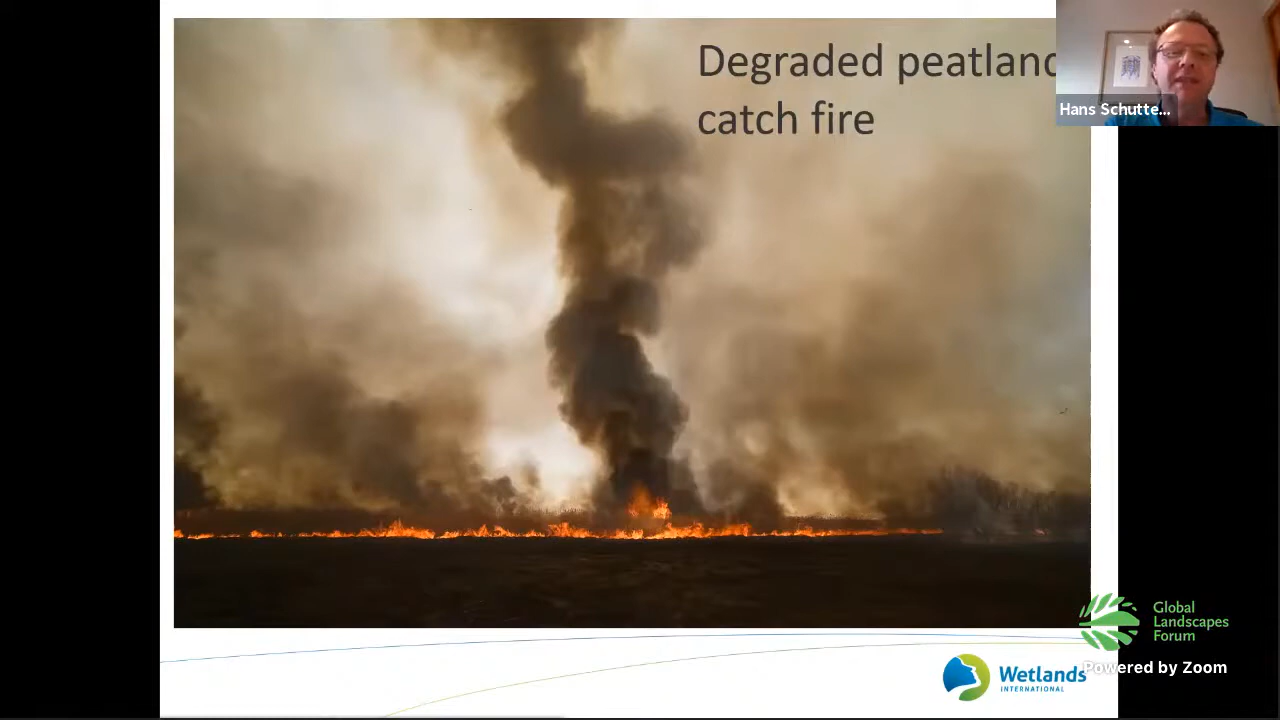 Degraded peatland
catch fire
Hans Schutte...
Global
Landscapes
Forum
Wetlands
INTERNATIONAL
Powered by Zoom